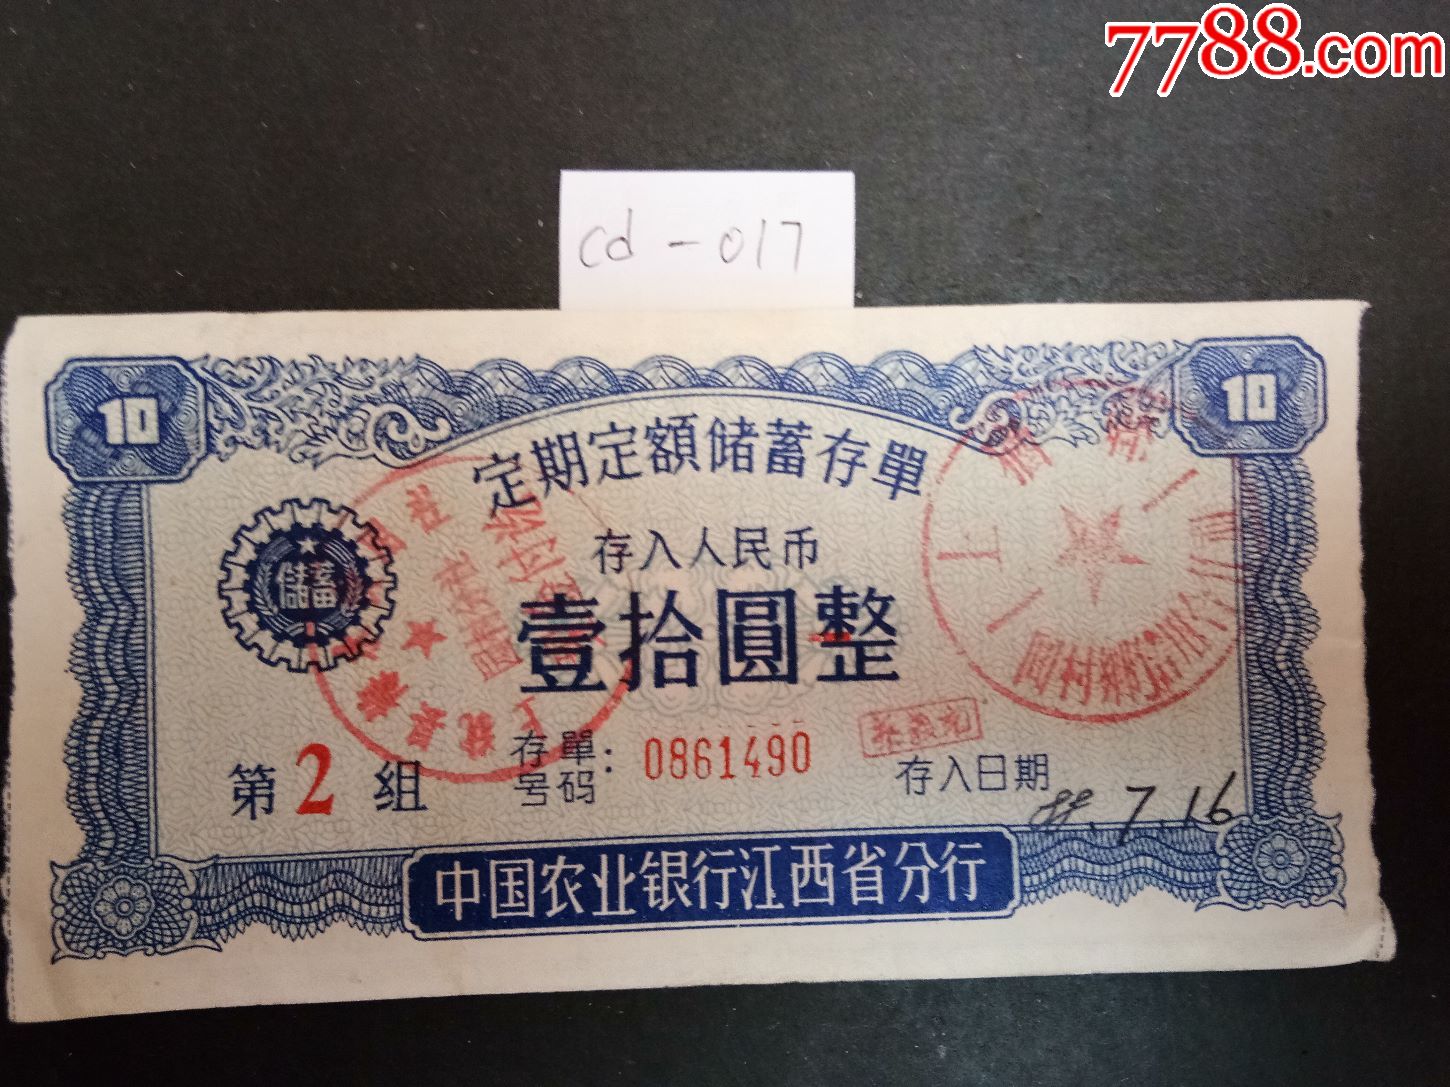 7788.com
cd-017
10
10
定期定額储蓄存單
储蓄
存入人民币
壹拾圓整
第2组
存單号码: 0861490
存入日期
88.7.16
中国农业银行江西省分行